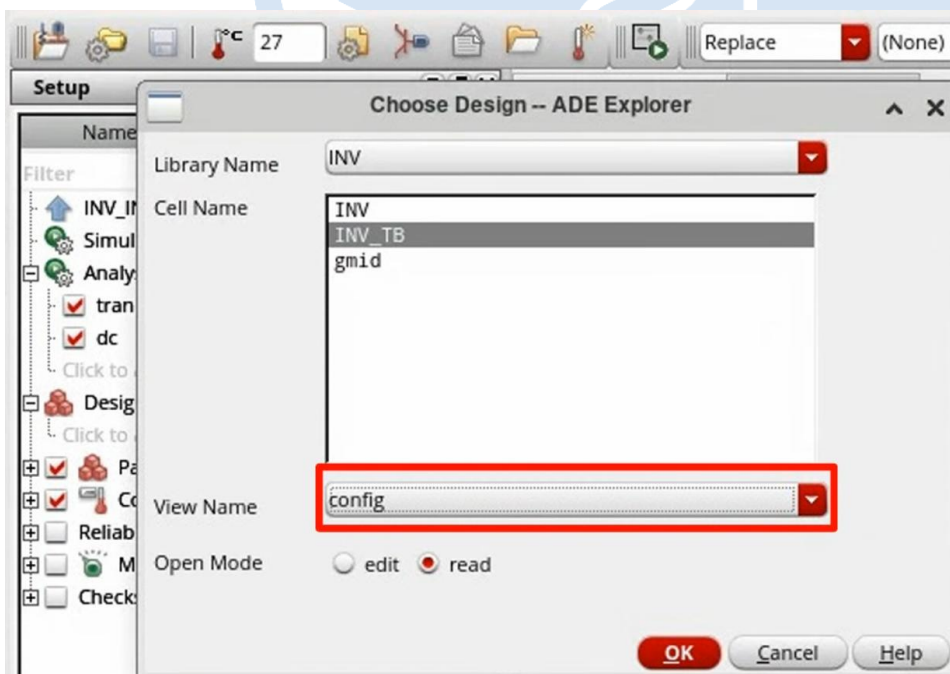 27
Replace
(None)
Setup
Choose Design -- ADE Explorer
Name
Filter
Library Name
INV
Cell Name
INV
INV_TB
gmid
INV_IN
Simul
Analy
tran
dc
Click to
Desig
Click to
Pa
Co
Reliab
M
Checks
View Name
config
Open Mode
edit
read
OK
Cancel
Help